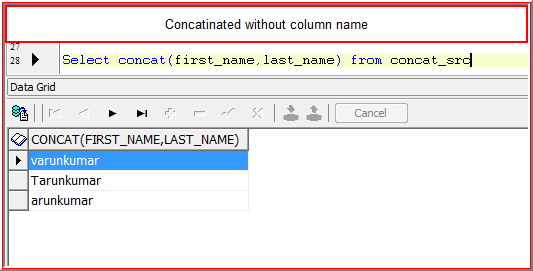 Concatinated without column name
27
28 Select concat(first_name,last_name) from concat_src
Data Grid
Cancel
CONCAT(FIRST_NAME,LAST_NAME)
varunkumar
Tarunkumar
arunkumar